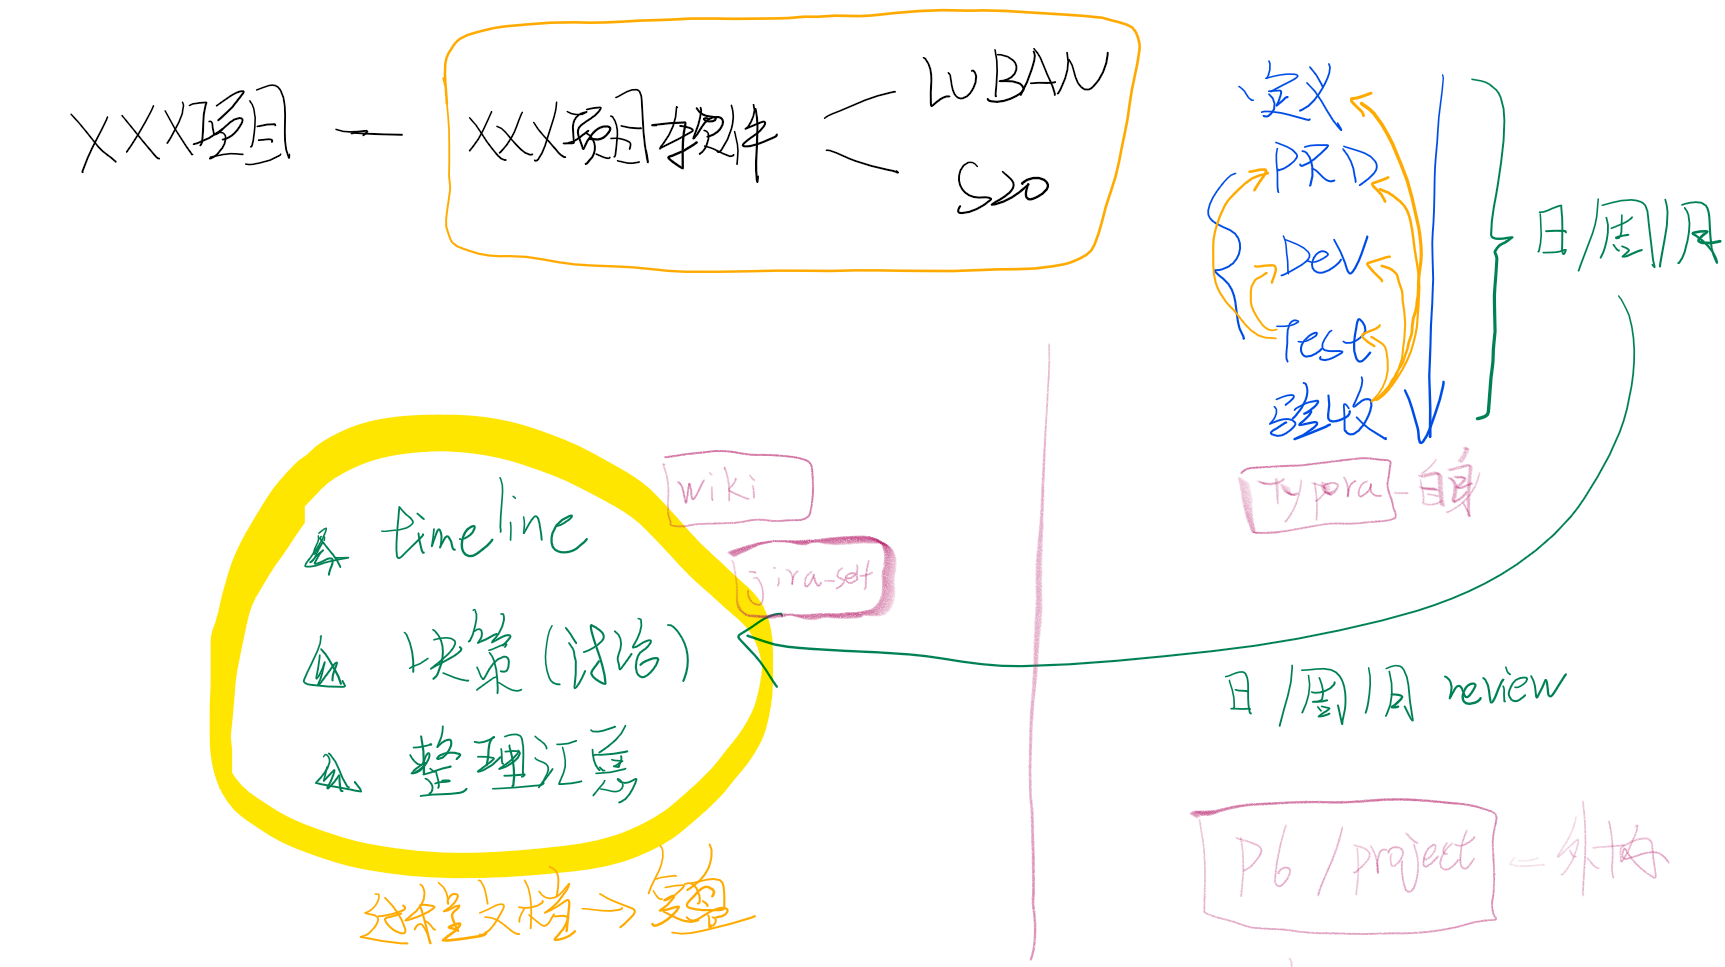 XXX项目 — XXX项目软件
LUBAN
S20
定义
PRD
Dev
Test
验收
日/周/月
wiki
jira-self
typora - 自身
timeline
决策(讨论)
整理汇总
日/周/月 review
过程文档 → 复盘
P6/project - 外协